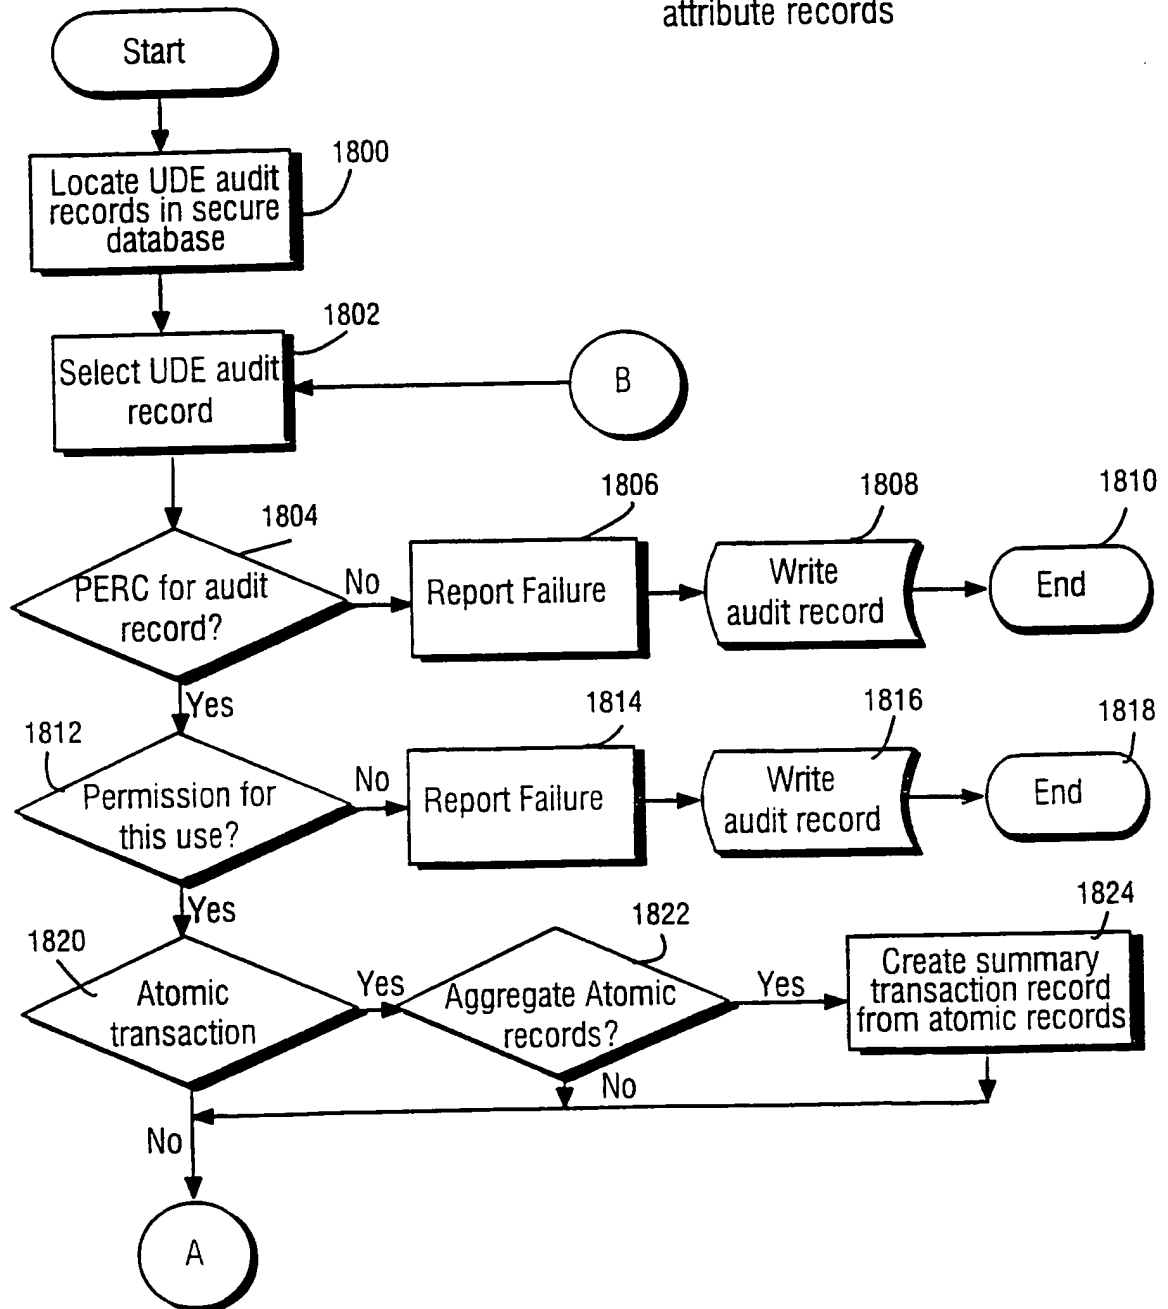 attribute records
Start
1800
Locate UDE audit
records in secure
database
1802
Select UDE audit
record
B
1804
PERC for audit
record?
No
1806
Report Failure
1808
Write
audit record
1810
End
Yes
1812
Permission for
this use?
No
1814
Report Failure
1816
Write
audit record
1818
End
Yes
1820
Atomic
transaction
Yes
1822
Aggregate Atomic
records?
Yes
1824
Create summary
transaction record
from atomic records
No
No
A